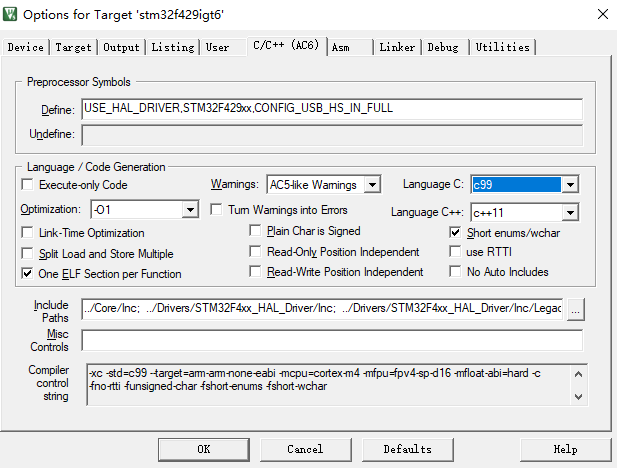 Options for Target 'stm32f429igt6'
Device Target Output Listing User C/C++ (AC6) Asm Linker Debug Utilities
Preprocessor Symbols
Define: USE_HAL_DRIVER,STM32F429xx,CONFIG_USB_HS_IN_FULL
Undefine:
Language / Code Generation
Execute-only Code Warnings: AC5-like Warnings Language C: c99
Optimization: -O1 Turn Warnings into Errors Language C++: c++11
Link-Time Optimization Plain Char is Signed Short enums/wchar
Split Load and Store Multiple Read-Only Position Independent use RTTI
One ELF Section per Function Read-Write Position Independent No Auto Includes
Include Paths ../Core/Inc; ../Drivers/STM32F4xx_HAL_Driver/Inc; ../Drivers/STM32F4xx_HAL_Driver/Inc/Legac ...
Misc Controls
Compiler control string -xc -std=c99 --target=arm-arm-none-eabi -mcpu=cortex-m4 -mfpu=fpv4-sp-d16 -mfloat-abi=hard -c
-fno-rtti -funsigned-char -fshort-enums -fshort-wchar
OK Cancel Defaults Help